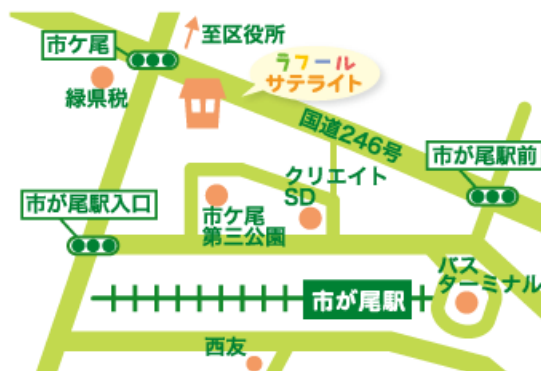 至区役所
市ケ尾
ラフール
サテライト
緑県税
国道246号
市が尾駅前
クリエイト
SD
市が尾駅入口
市ケ尾
第三公園
バス
ターミナル
市が尾駅
西友